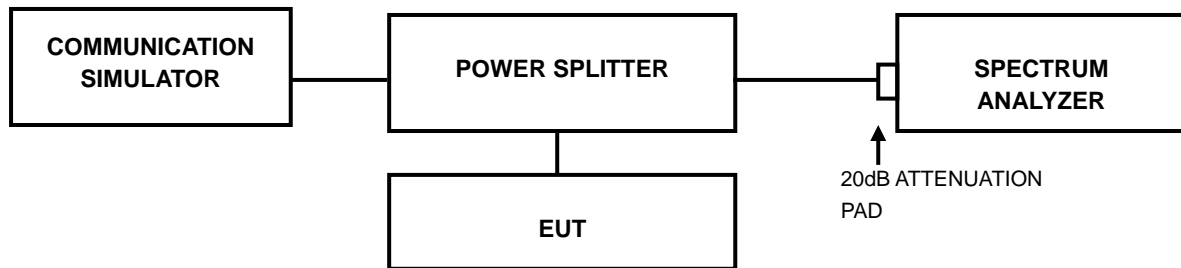 COMMUNICATION
SIMULATOR
POWER SPLITTER
SPECTRUM
ANALYZER
20dB ATTENUATION
PAD
EUT